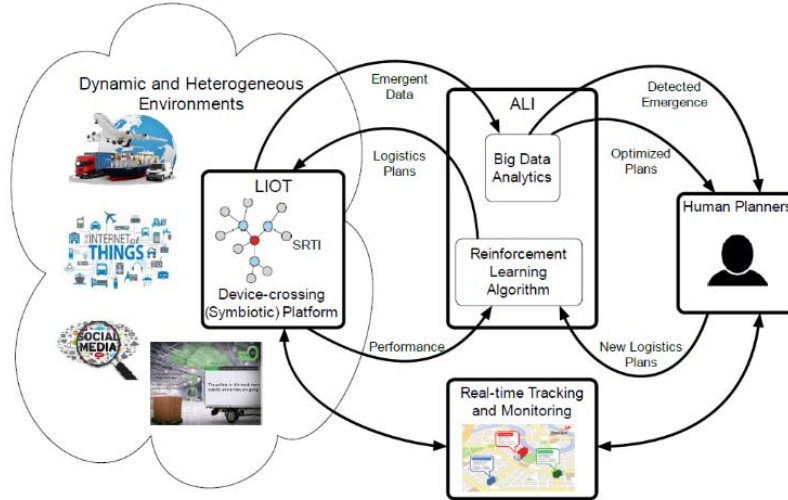 Dynamic and Heterogeneous
Environments
INTERNET of
THINGS
SOCIAL
MEDIA
LIOT
SRTI
Device-crossing
(Symbiotic) Platform
Emergent
Data
Logistics
Plans
Performance
ALI
Big Data
Analytics
Reinforcement
Learning
Algorithm
Detected
Emergence
Optimized
Plans
New Logistics
Plans
Human Planners
Real-time Tracking
and Monitoring